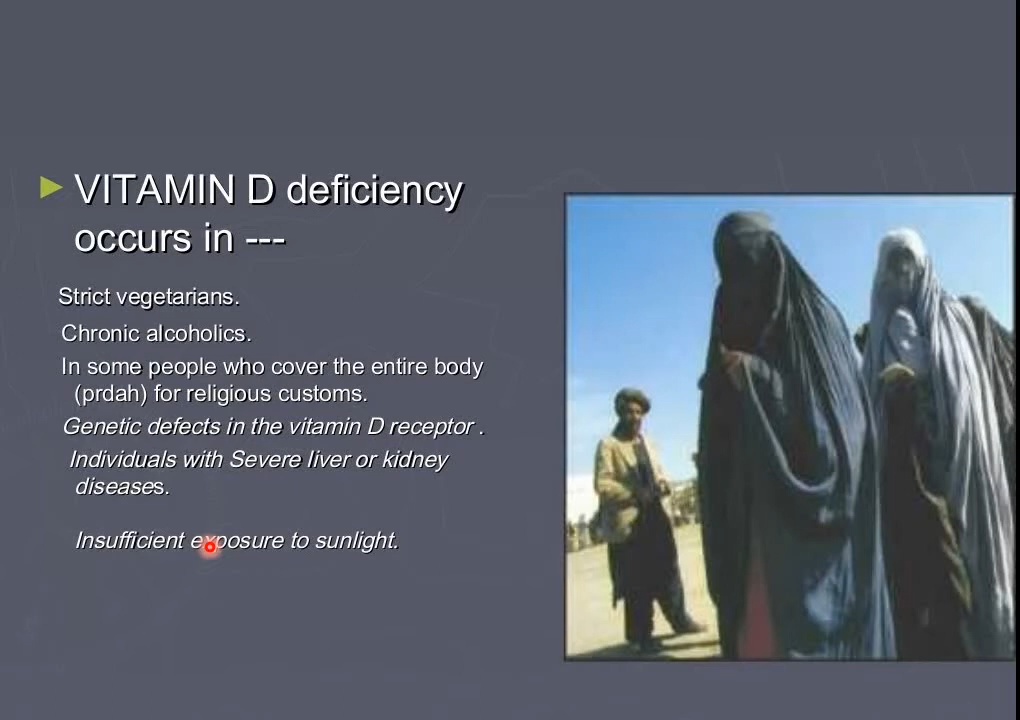 VITAMIN D deficiency
occurs in ---
Strict vegetarians.
Chronic alcoholics.
In some people who cover the entire body
(prdah) for religious customs.
Genetic defects in the vitamin D receptor .
Individuals with Severe liver or kidney
diseases.
Insufficient exposure to sunlight.